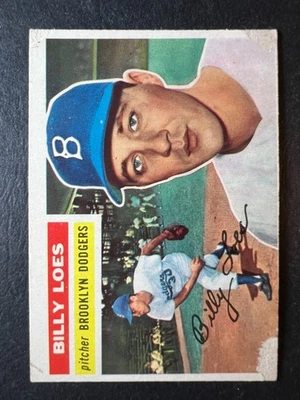 BILLY LOES
pitcher BROOKLYN DODGERS
B
Billy Loes